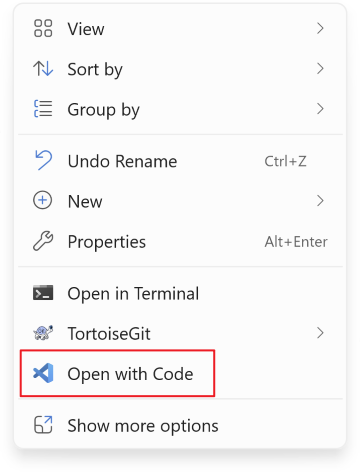 View
Sort by
Group by
Undo Rename Ctrl+Z
New
Properties Alt+Enter
Open in Terminal
TortoiseGit
Open with Code
Show more options